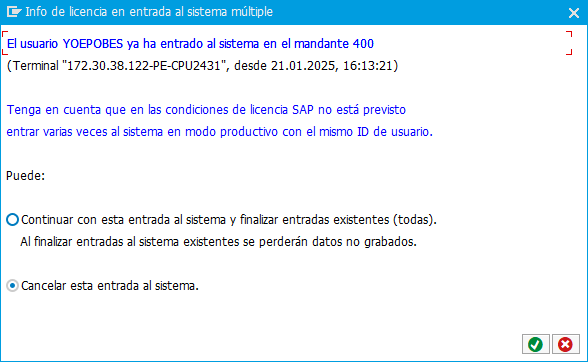 Info de licencia en entrada al sistema múltiple
El usuario YOEPOBES ya ha entrado al sistema en el mandante 400
(Terminal "172.30.38.122-PE-CPU2431", desde 21.01.2025, 16:13:21)
Tenga en cuenta que en las condiciones de licencia SAP no está previsto
entrar varias veces al sistema en modo productivo con el mismo ID de usuario.
Puede:
Continuar con esta entrada al sistema y finalizar entradas existentes (todas).
Al finalizar entradas al sistema existentes se perderán datos no grabados.
Cancelar esta entrada al sistema.